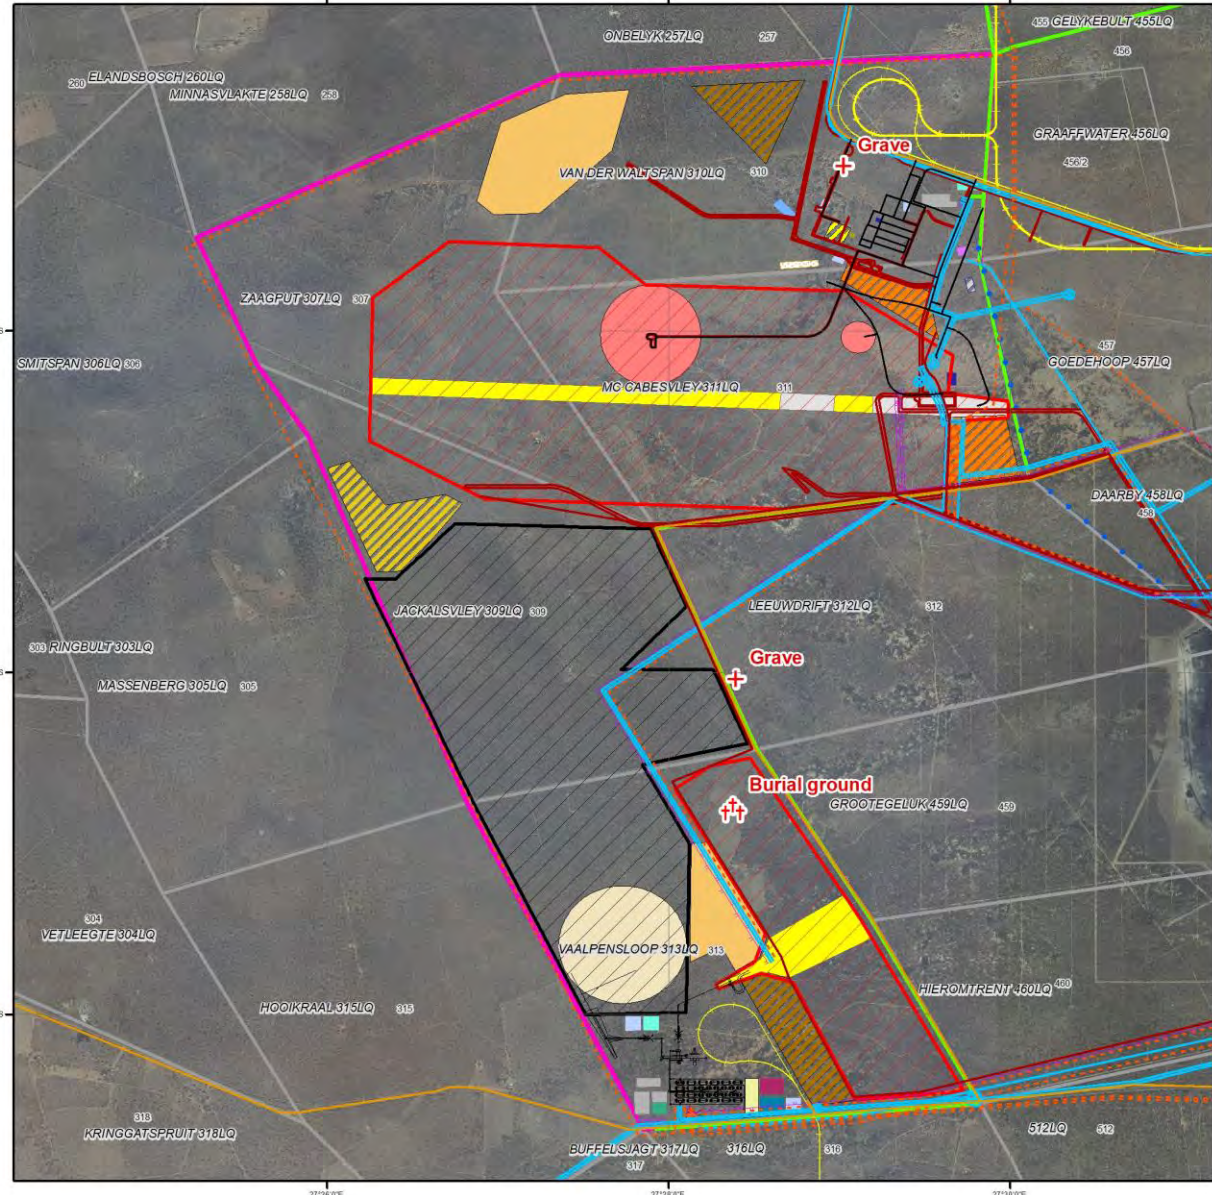 455 GELYKEBULT 455LQ
ONBELYK 257LQ 257
456
260 ELANDSBOSCH 260LQ
MINNASVLAKTE 258LQ 258
GRAAFFWATER 456LQ
Grave
456/2
VAN DER WALTSPAN 310LQ 310
ZAAGPUT 307LQ 307
457
SMITSPAN 306LQ 306
GOEDEHOOP 457LQ
MC CABESVLEY 311LQ 311
DAARBY 458LQ
458
JACKALSVLEY 309LQ 309
LEEUWDRIFT 312LQ 312
303 RINGBULT 303LQ
Grave
MASSENBERG 305LQ 305
Burial ground
GROOTEGELUK 459LQ 459
304
VETLEEGTE 304LQ
VAALPENSLOOP 313LQ 313
HIEROMTRENT 460LQ 460
HOOIKRAAL 315LQ 315
318
KRINGGATSPRUIT 318LQ
512LQ 512
BUFFELSJAGT 317LQ 316LQ 316
317